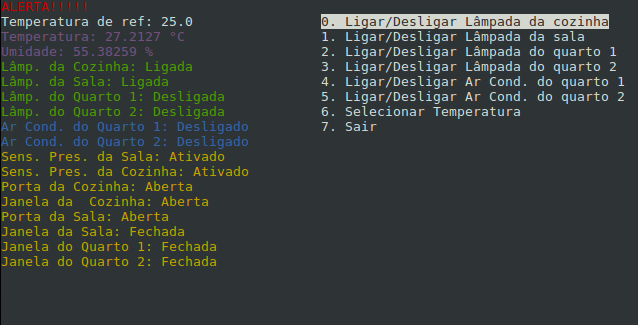 ALERTA!!!!!
Temperatura de ref: 25.0
Temperatura: 27.2127 °C
Umidade: 55.38259 %
Lâmp. da Cozinha: Ligada
Lâmp. da Sala: Ligada
Lâmp. do Quarto 1: Desligada
Lâmp. do Quarto 2: Desligada
Ar Cond. do Quarto 1: Desligado
Ar Cond. do Quarto 2: Desligado
Sens. Pres. da Sala: Ativado
Sens. Pres. da Cozinha: Ativado
Porta da Cozinha: Aberta
Janela da  Cozinha: Aberta
Porta da Sala: Aberta
Janela da Sala: Fechada
Janela do Quarto 1: Fechada
Janela do Quarto 2: Fechada
0. Ligar/Desligar Lâmpada da cozinha
1. Ligar/Desligar Lâmpada da sala
2. Ligar/Desligar Lâmpada do quarto 1
3. Ligar/Desligar Lâmpada do quarto 2
4. Ligar/Desligar Ar Cond. do quarto 1
5. Ligar/Desligar Ar Cond. do quarto 2
6. Selecionar Temperatura
7. Sair